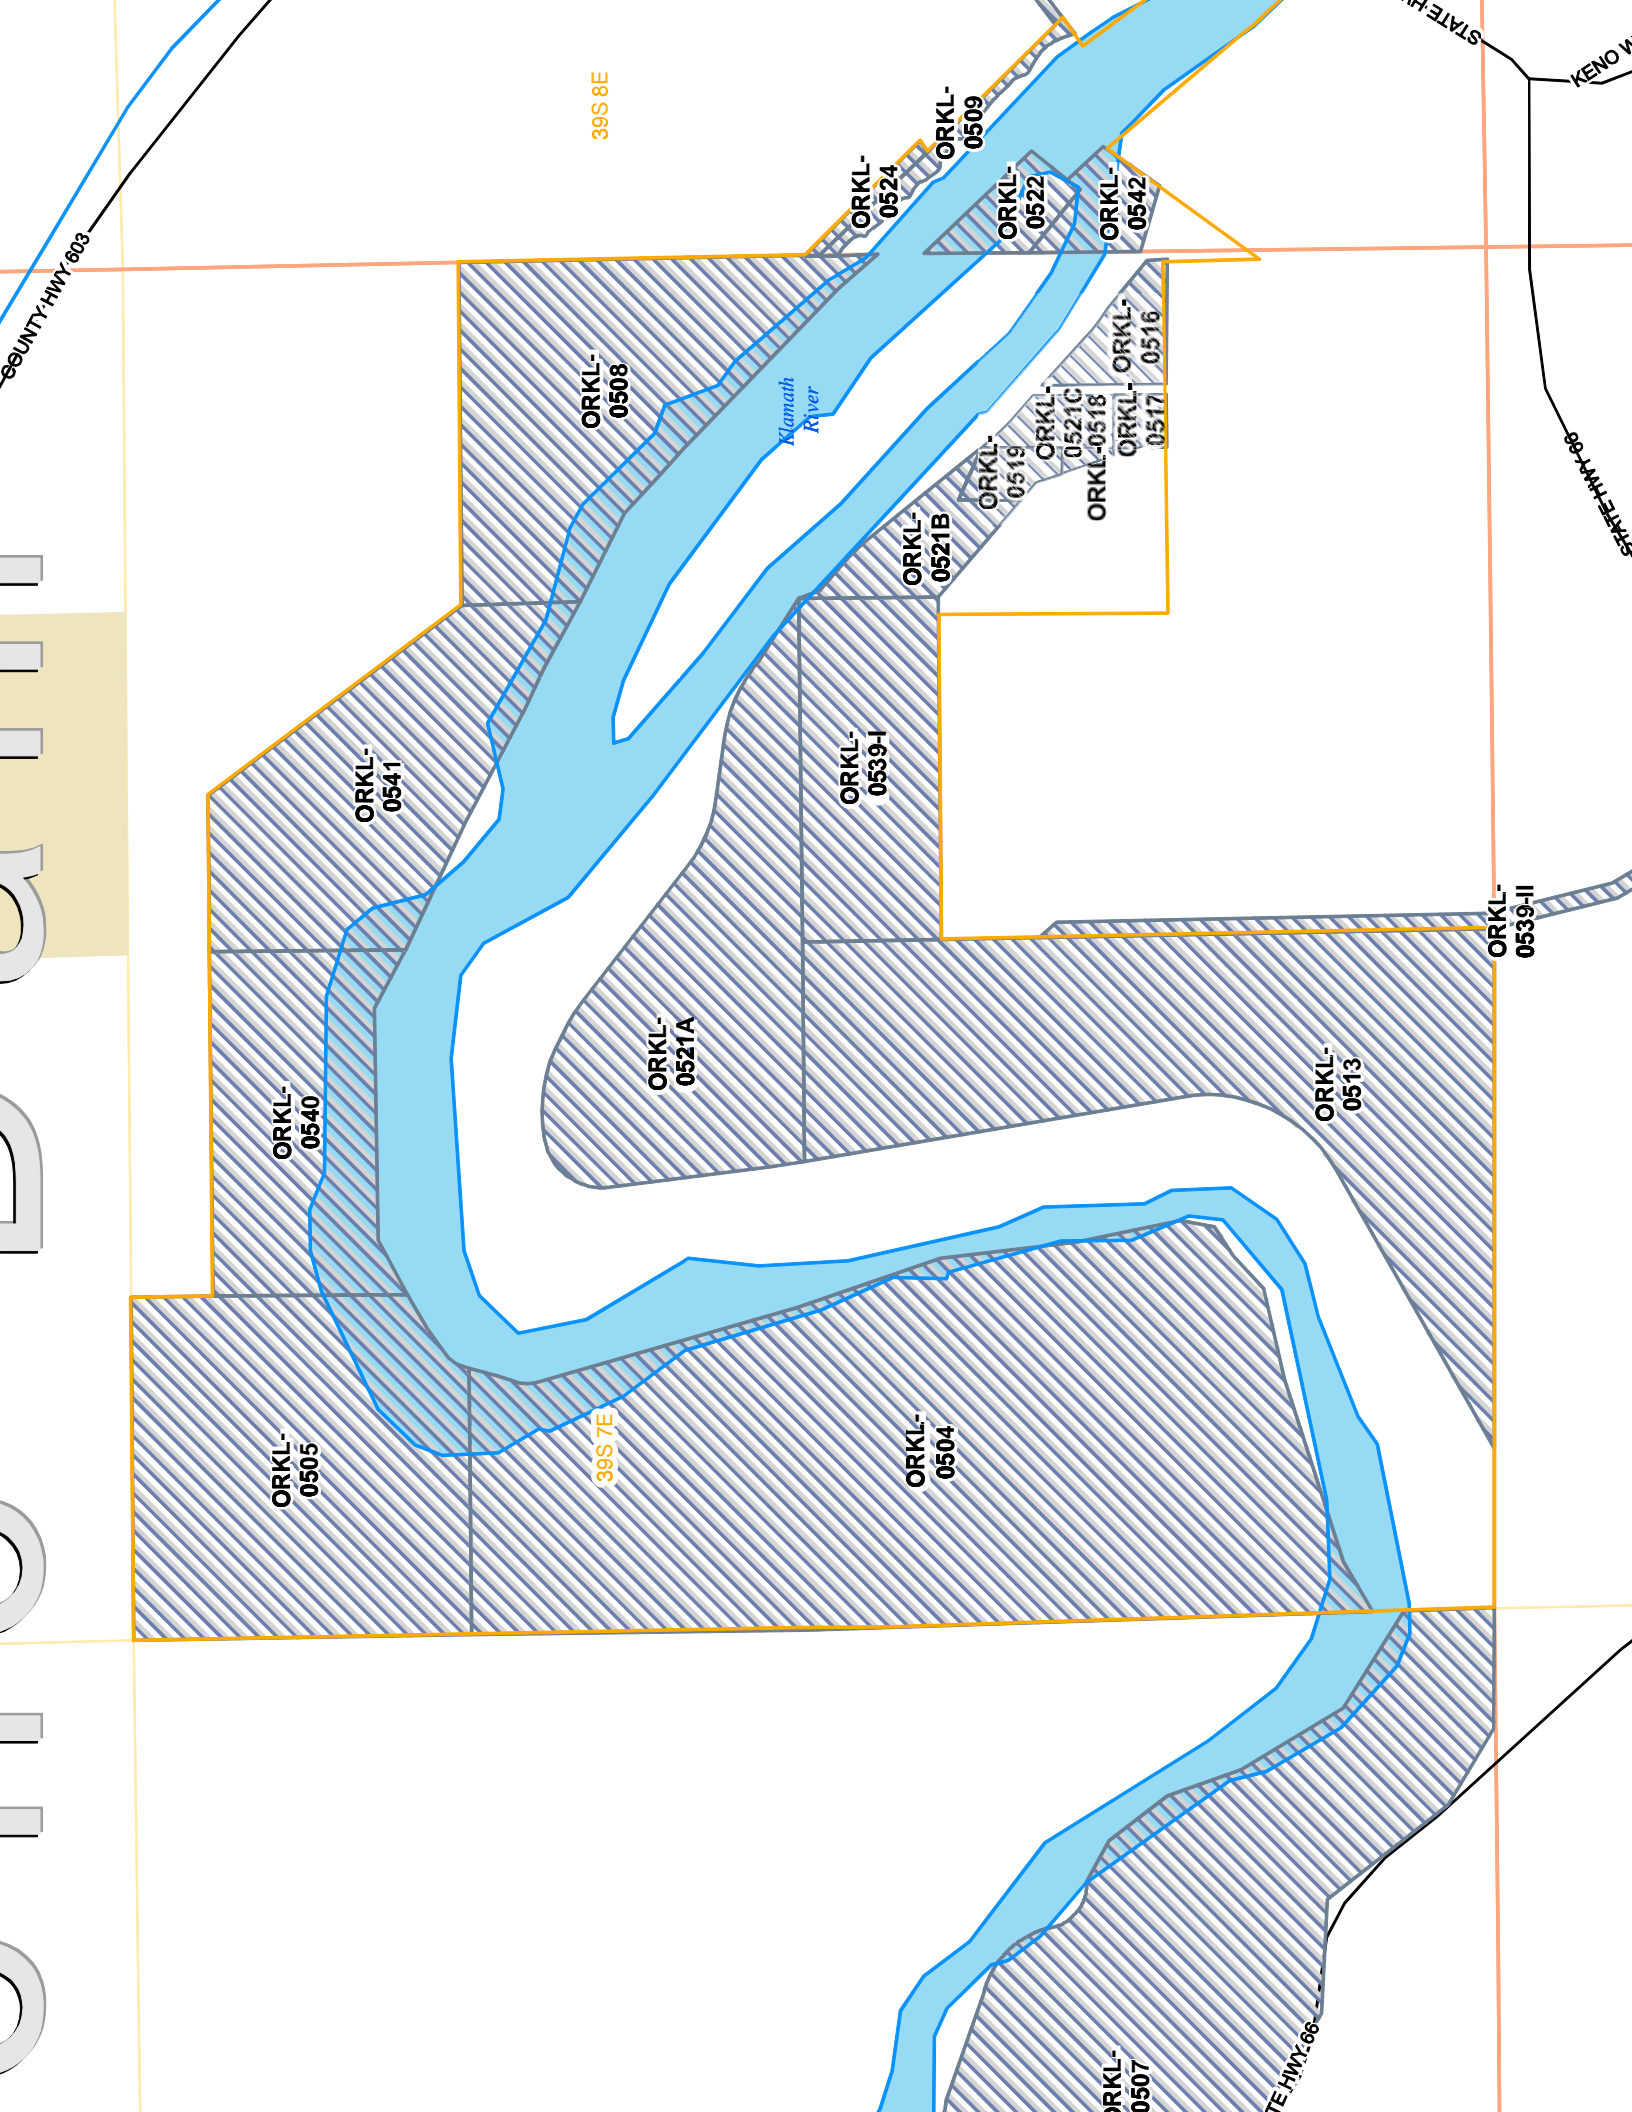 COUNTY HWY 603
39S 8E
STATE HW
KENO W
ORKL-
0509
ORKL-
0524
ORKL-
0522
ORKL-
0542
ORKL-
0508
Klamath
River
ORKL-
0516
ORKL-
0521C
ORKL-0518
ORKL-
0517
ORKL-
0519
ORKL-
0521B
STATE HWY 66
STATE HW
ORKL-
0541
ORKL-
0539-I
ORKL-
0539-II
ORKL-
0521A
ORKL-
0513
ORKL-
0540
ORKL-
0505
39S 7E
ORKL-
0504
ORKL-
0507
TE HWY 66